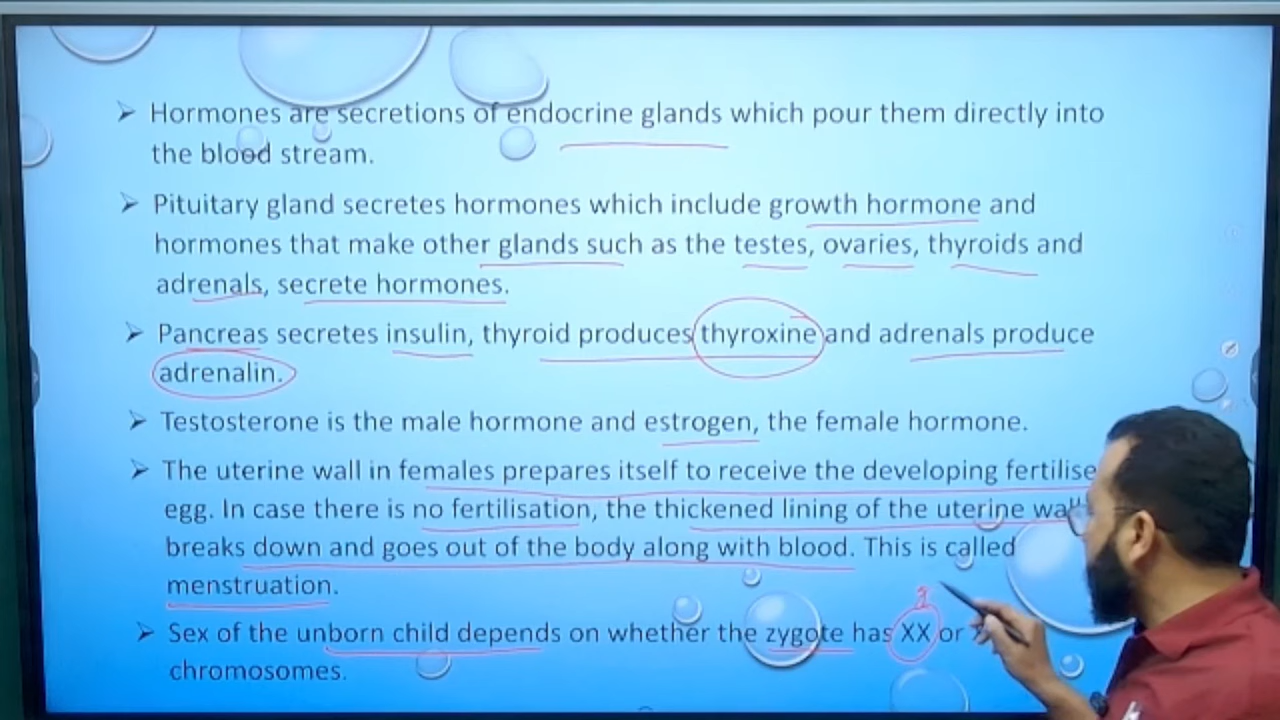 ➢ Hormones are secretions of endocrine glands which pour them directly into
the blood stream.
➢ Pituitary gland secretes hormones which include growth hormone and
hormones that make other glands such as the testes, ovaries, thyroids and
adrenals, secrete hormones.
➢ Pancreas secretes insulin, thyroid produces thyroxine and adrenals produce
adrenalin.
➢ Testosterone is the male hormone and estrogen, the female hormone.
➢ The uterine wall in females prepares itself to receive the developing fertilise
egg. In case there is no fertilisation, the thickened lining of the uterine wall
breaks down and goes out of the body along with blood. This is called
menstruation.
➢ Sex of the unborn child depends on whether the zygote has XX or
chromosomes.